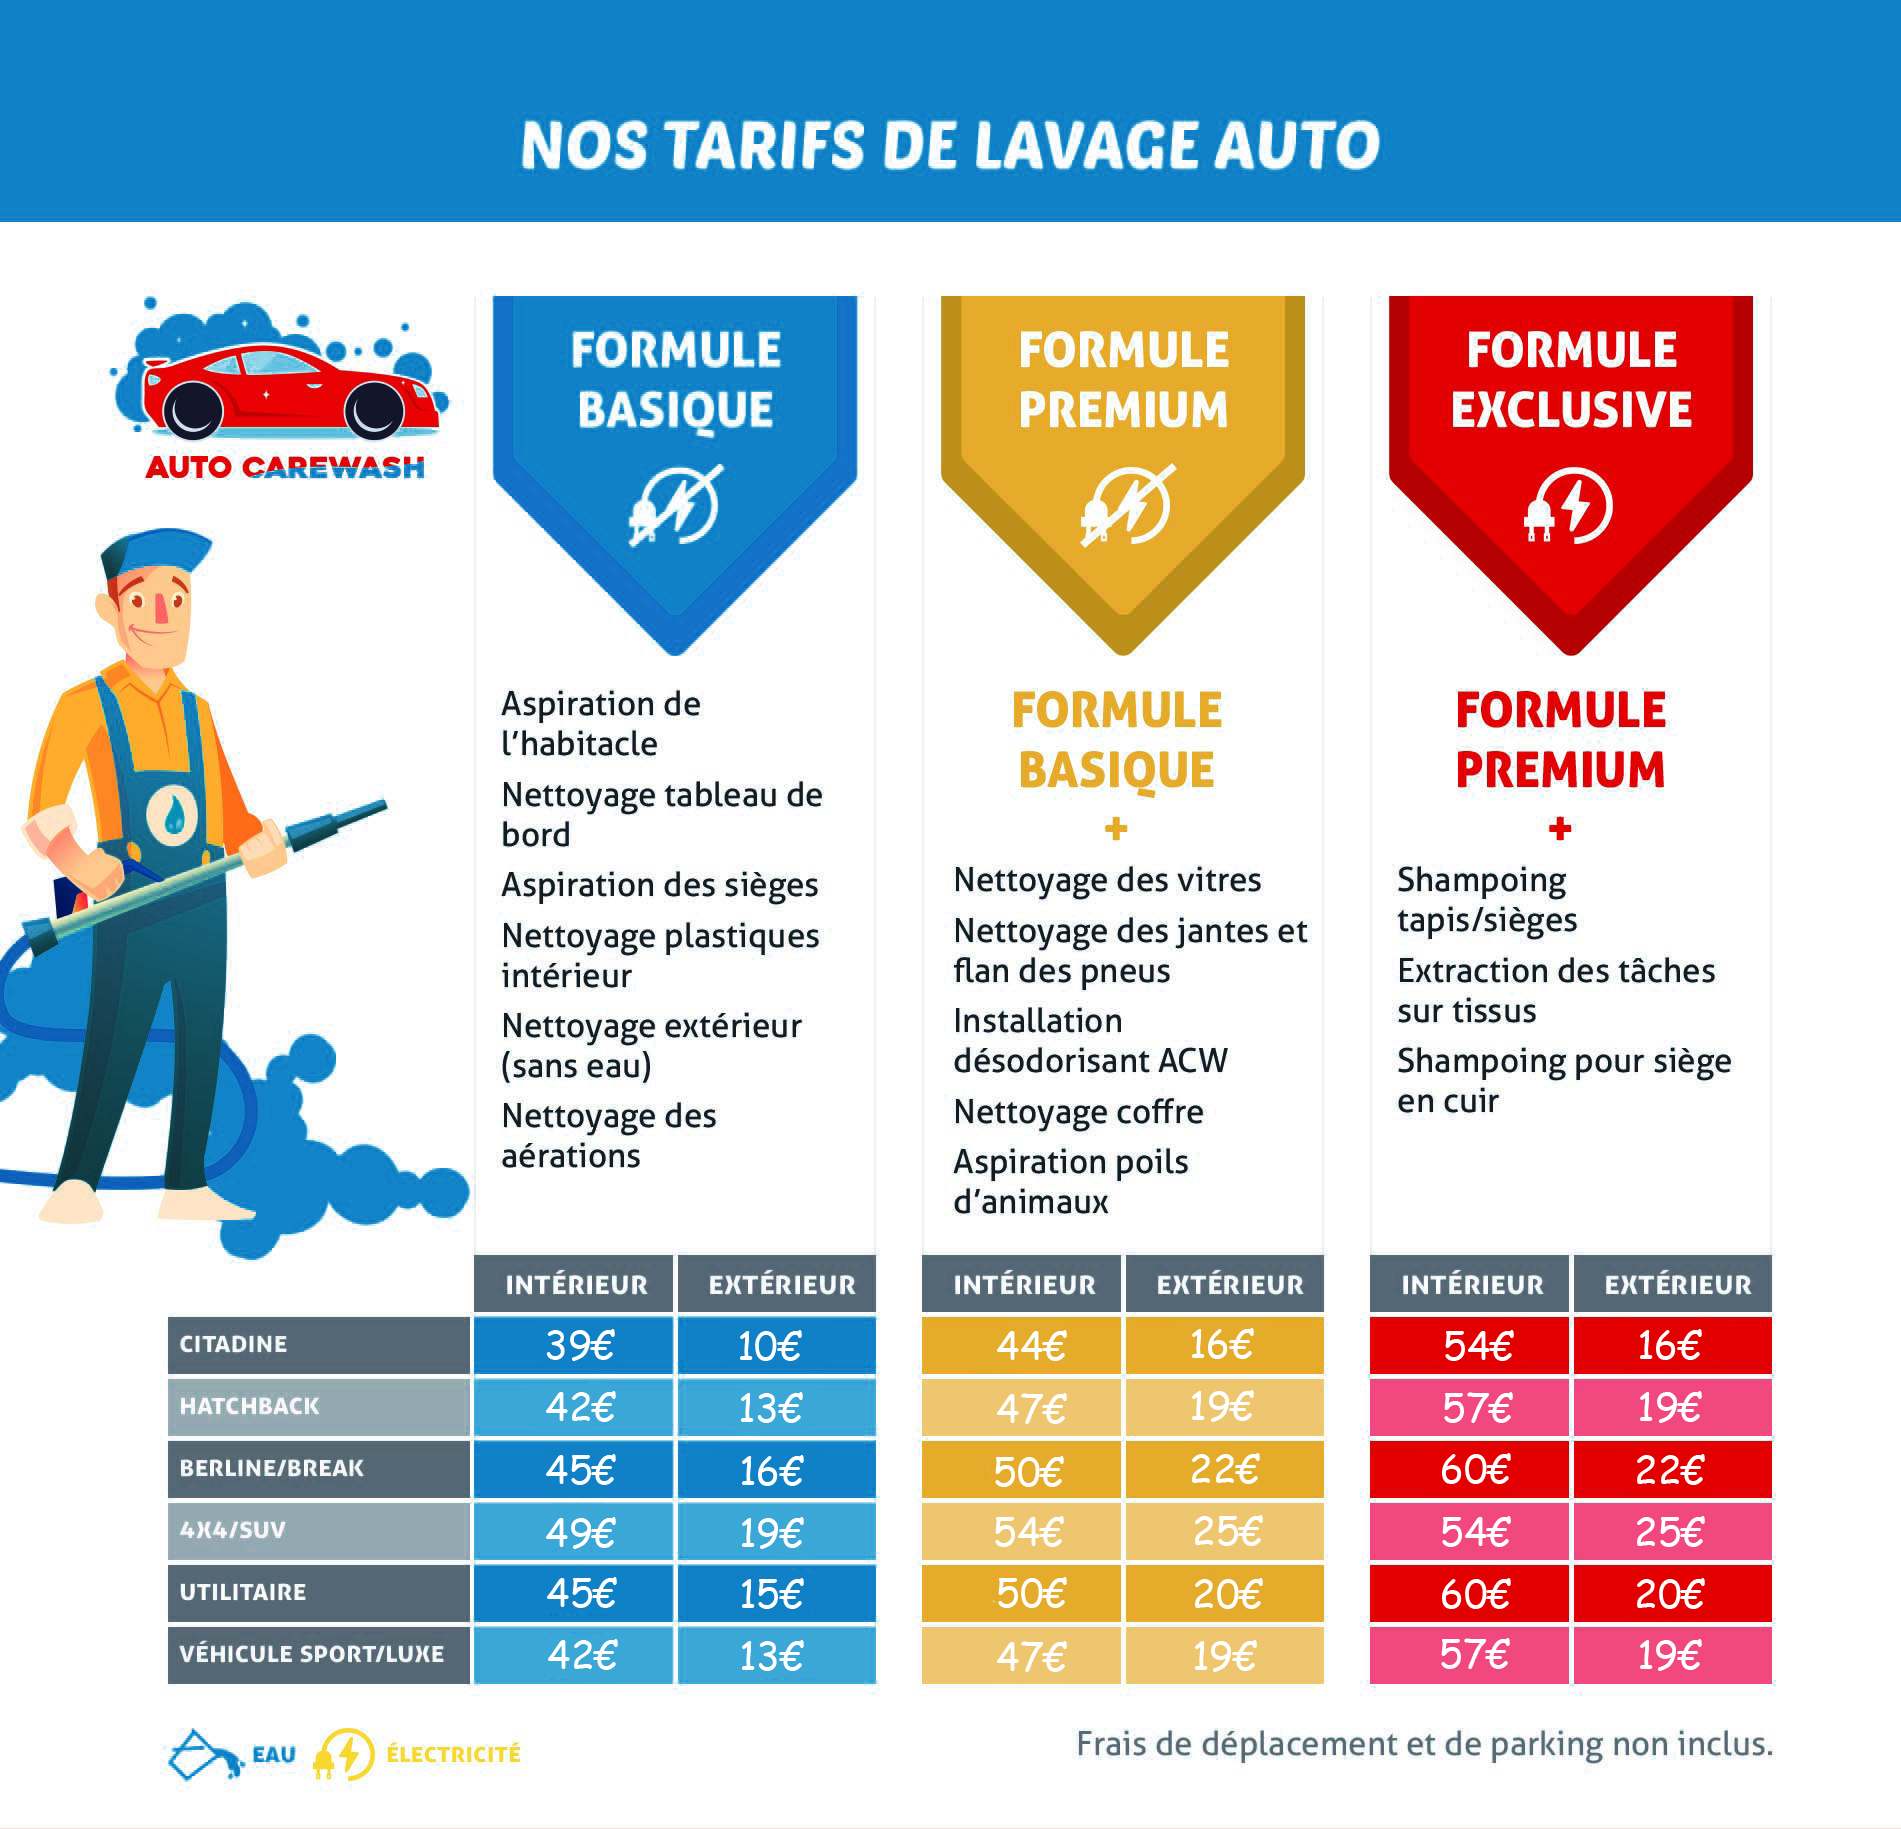 NOS TARIFS DE LAVAGE AUTO
AUTO CAREWASH
FORMULE
BASIQUE
Aspiration de
l'habitacle
Nettoyage tableau de
bord
Aspiration des sièges
Nettoyage plastiques
intérieur
Nettoyage extérieur
(sans eau)
Nettoyage des
aérations
FORMULE
PREMIUM
FORMULE
BASIQUE
+
Nettoyage des vitres
Nettoyage des jantes et
flan des pneus
Installation
désodorisant ACW
Nettoyage coffre
Aspiration poils
d'animaux
FORMULE
EXCLUSIVE
FORMULE
PREMIUM
+
Shampoing
tapis/sièges
Extraction des tâches
sur tissus
Shampoing pour siège
en cuir
INTÉRIEUR EXTÉRIEUR INTÉRIEUR EXTÉRIEUR INTÉRIEUR EXTÉRIEUR
CITADINE 39€ 10€ 44€ 16€ 54€ 16€
HATCHBACK 42€ 13€ 47€ 19€ 57€ 19€
BERLINE/BREAK 45€ 16€ 50€ 22€ 60€ 22€
4X4/SUV 49€ 19€ 54€ 25€ 54€ 25€
UTILITAIRE 45€ 15€ 50€ 20€ 60€ 20€
VÉHICULE SPORT/LUXE 42€ 13€ 47€ 19€ 57€ 19€
EAU ÉLECTRICITÉ
Frais de déplacement et de parking non inclus.